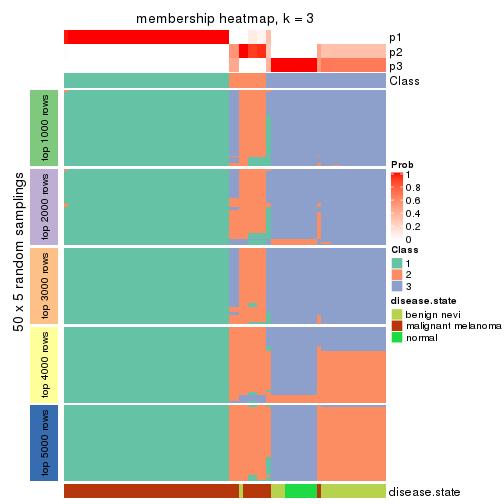 membership heatmap, k = 3
p1
p2
p3
Class
50 x 5 random samplings
top 1000 rows
top 2000 rows
top 3000 rows
top 4000 rows
top 5000 rows
Prob
1
0.8
0.6
0.4
0.2
0
Class
1
2
3
disease.state
benign nevi
malignant melanoma
normal
disease.state